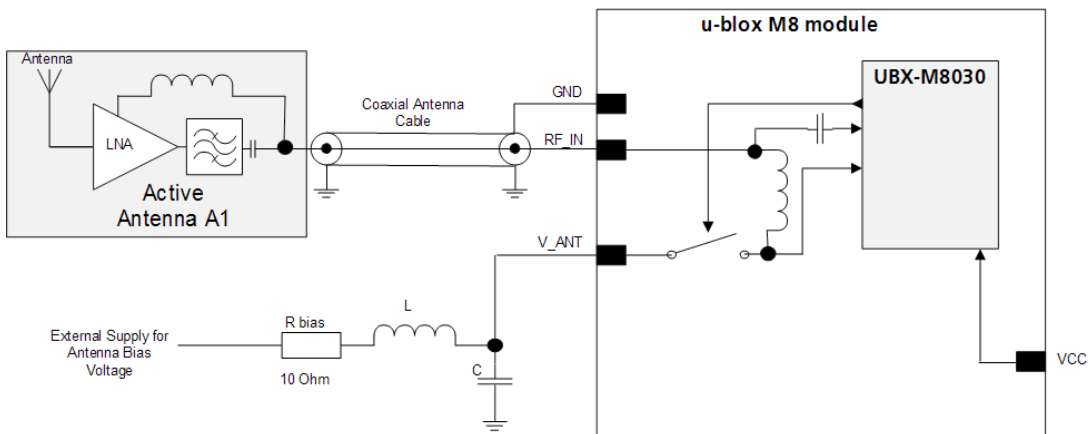 u-blox M8 module
UBX-M8030
Antenna
LNA
Active
Antenna A1
Coaxial Antenna
Cable
GND
RF_IN
V_ANT
External Supply for
Antenna Bias
Voltage
R bias
10 Ohm
L
C
VCC